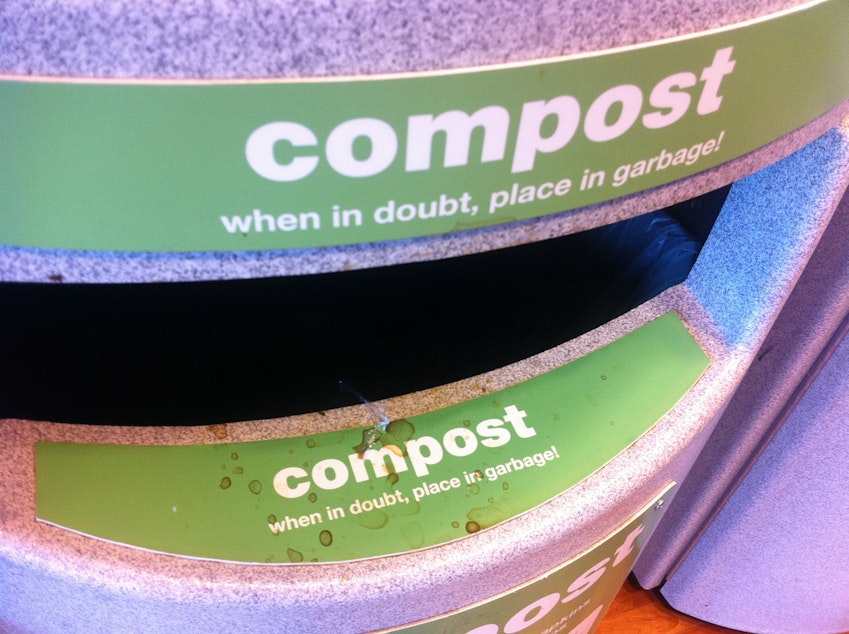 compost
when in doubt, place in garbage!
compost
when in doubt, place in garbage!